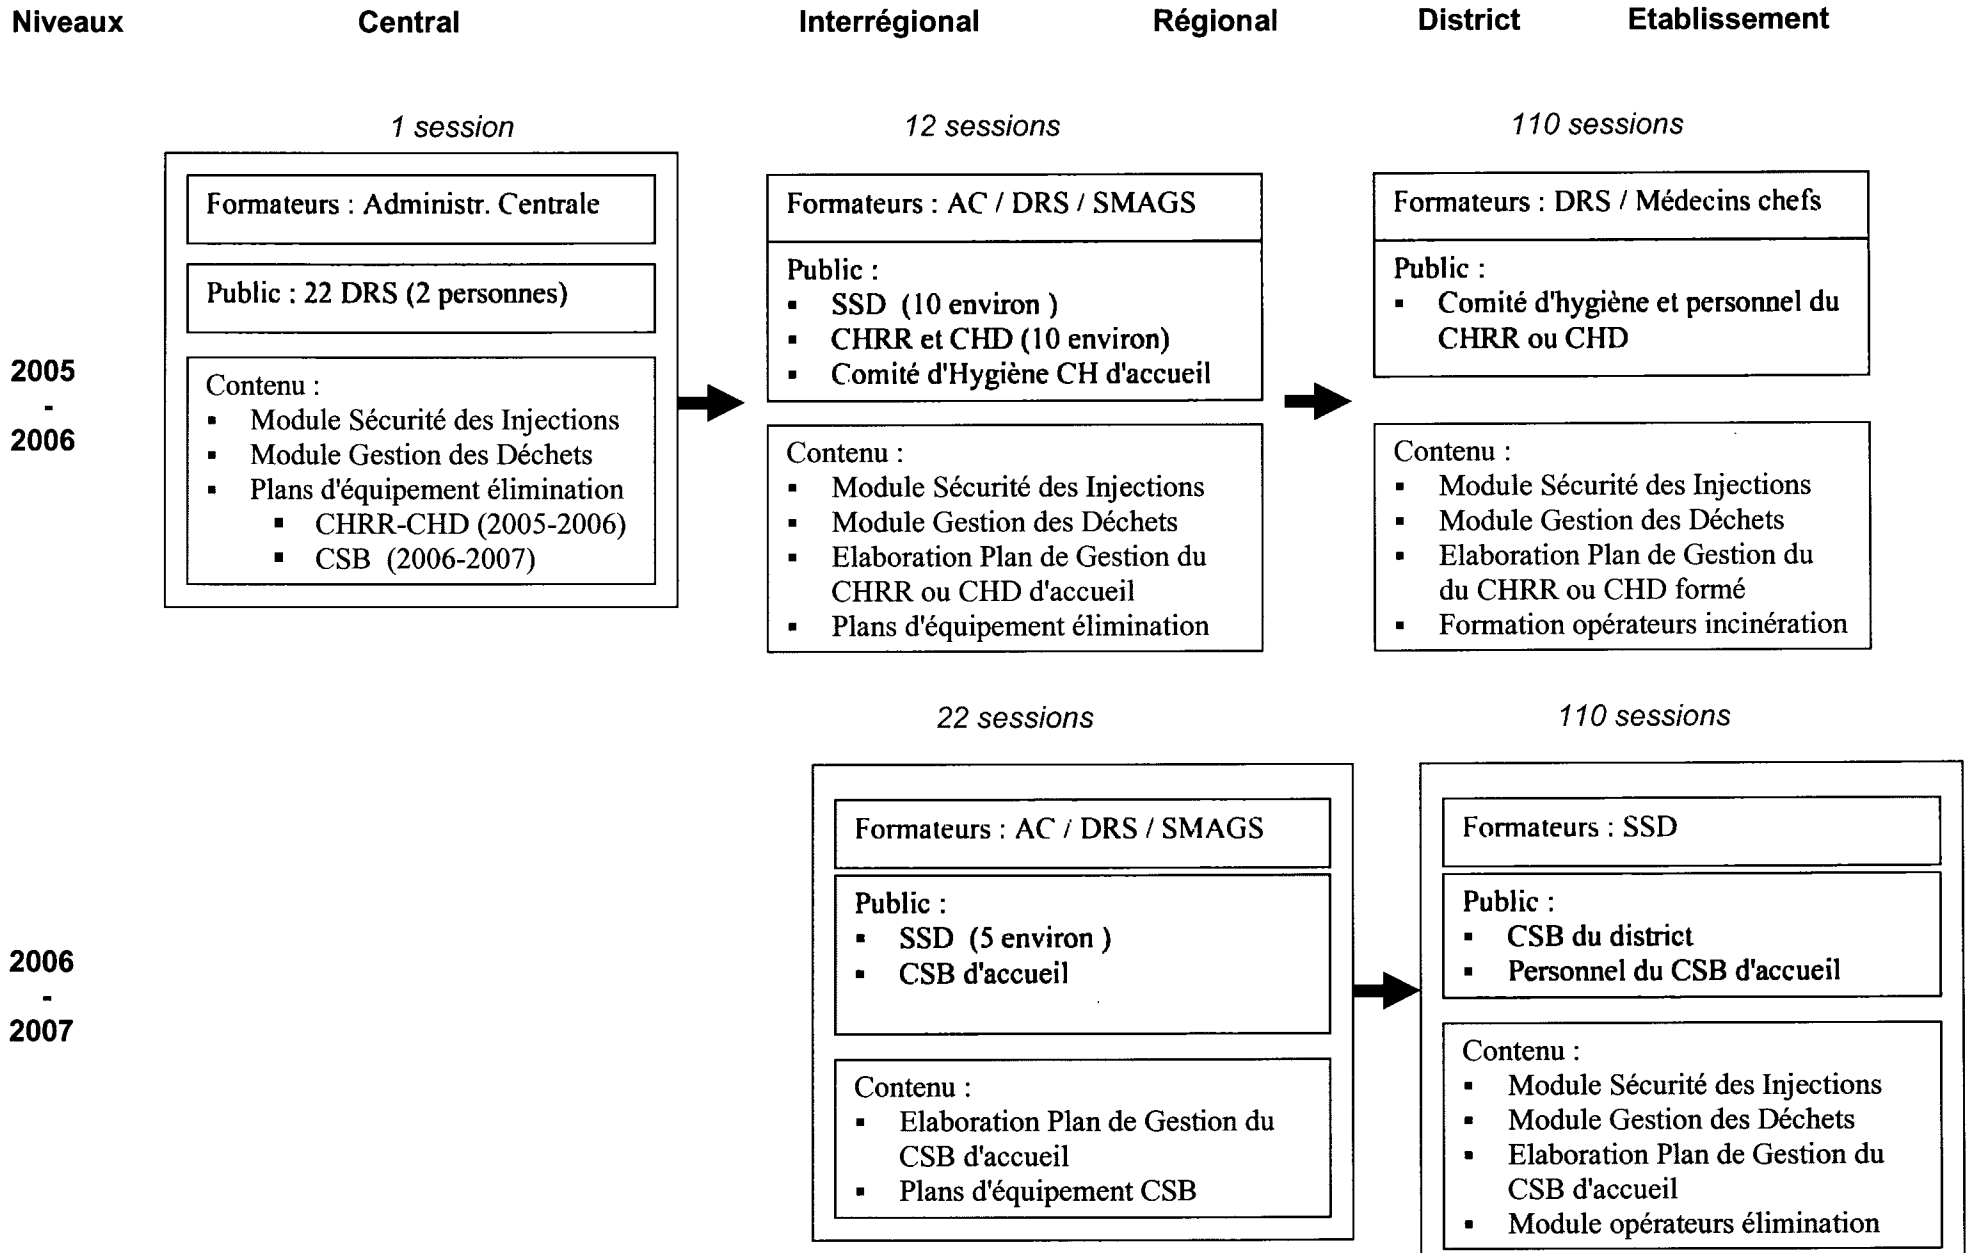 Niveaux Central Interrégional Régional District Etablissement
2005
-
2006
1 session
Formateurs : Administr. Centrale
Public : 22 DRS (2 personnes)
Contenu :
▪ Module Sécurité des Injections
▪ Module Gestion des Déchets
▪ Plans d'équipement élimination
▪ CHRR-CHD (2005-2006)
▪ CSB (2006-2007)
12 sessions
Formateurs : AC / DRS / SMAGS
Public :
▪ SSD (10 environ )
▪ CHRR et CHD (10 environ)
▪ Comité d'Hygiène CH d'accueil
Contenu :
▪ Module Sécurité des Injections
▪ Module Gestion des Déchets
▪ Elaboration Plan de Gestion du
CHRR ou CHD d'accueil
▪ Plans d'équipement élimination
110 sessions
Formateurs : DRS / Médecins chefs
Public :
▪ Comité d'hygiène et personnel du
CHRR ou CHD
Contenu :
▪ Module Sécurité des Injections
▪ Module Gestion des Déchets
▪ Elaboration Plan de Gestion du
du CHRR ou CHD formé
▪ Formation opérateurs incinération
2006
-
2007
22 sessions
Formateurs : AC / DRS / SMAGS
Public :
▪ SSD (5 environ )
▪ CSB d'accueil
Contenu :
▪ Elaboration Plan de Gestion du
CSB d'accueil
▪ Plans d'équipement CSB
110 sessions
Formateurs : SSD
Public :
▪ CSB du district
▪ Personnel du CSB d'accueil
Contenu :
▪ Module Sécurité des Injections
▪ Module Gestion des Déchets
▪ Elaboration Plan de Gestion du
CSB d'accueil
▪ Module opérateurs élimination